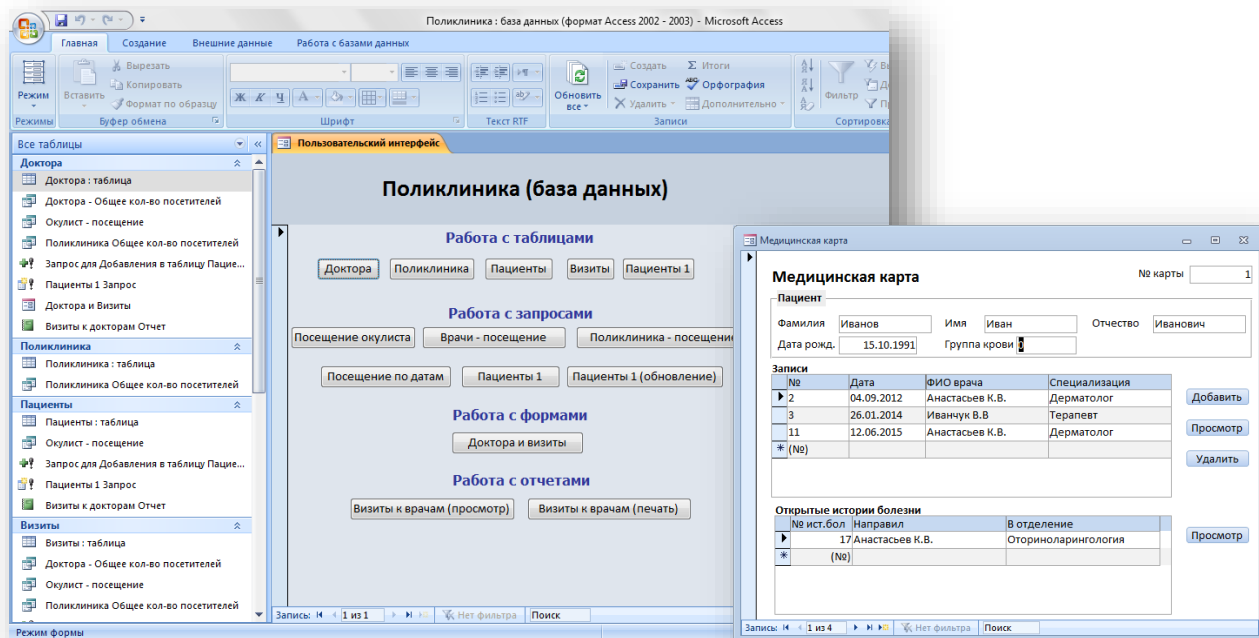 Поликлиника : база данных (формат Access 2002 - 2003) - Microsoft Access
Главная Создание Внешние данные Работа с базами данных
Режим
Режимы
Вставить
Вырезать
Копировать
Формат по образцу
Буфер обмена
Ж К Ч А
Шрифт
Текст RTF
Обновить все
Создать
Сохранить
Удалить
Итоги
Орфография
Дополнительно
Записи
Фильтр
Сортировка
Все таблицы
Доктора
Доктора : таблица
Доктора - Общее кол-во посетителей
Окулист - посещение
Поликлиника Общее кол-во посетителей
Запрос для Добавления в таблицу Пацие...
Пациенты 1 Запрос
Доктора и Визиты
Визиты к докторам Отчет
Поликлиника
Поликлиника : таблица
Поликлиника Общее кол-во посетителей
Пациенты
Пациенты : таблица
Окулист - посещение
Запрос для Добавления в таблицу Пацие...
Пациенты 1 Запрос
Визиты к докторам Отчет
Визиты
Визиты : таблица
Доктора - Общее кол-во посетителей
Окулист - посещение
Поликлиника Общее кол-во посетителей
Режим формы
Пользовательский интерфейс
Поликлиника (база данных)
Работа с таблицами
Доктора Поликлиника Пациенты Визиты Пациенты 1
Работа с запросами
Посещение окулиста Врачи - посещение Поликлиника - посещение
Посещение по датам Пациенты 1 Пациенты 1 (обновление)
Работа с формами
Доктора и визиты
Работа с отчетами
Визиты к врачам (просмотр) Визиты к врачам (печать)
Запись: 1 из 1 Нет фильтра Поиск
Медицинская карта
Медицинская карта № карты 1
Пациент
Фамилия Иванов Имя Иван Отчество Иванович
Дата рожд. 15.10.1991 Группа крови 0
Записи
№ Дата ФИО врача Специализация
2 04.09.2012 Анастасьев К.В. Дерматолог
3 26.01.2014 Иванчук В.В Терапевт
11 12.06.2015 Анастасьев К.В. Дерматолог
(№)
Добавить
Просмотр
Удалить
Открытые истории болезни
№ ист.бол Направил В отделение
17 Анастасьев К.В. Оториноларингология
(№)
Просмотр
Запись: 1 из 4 Нет фильтра Поиск